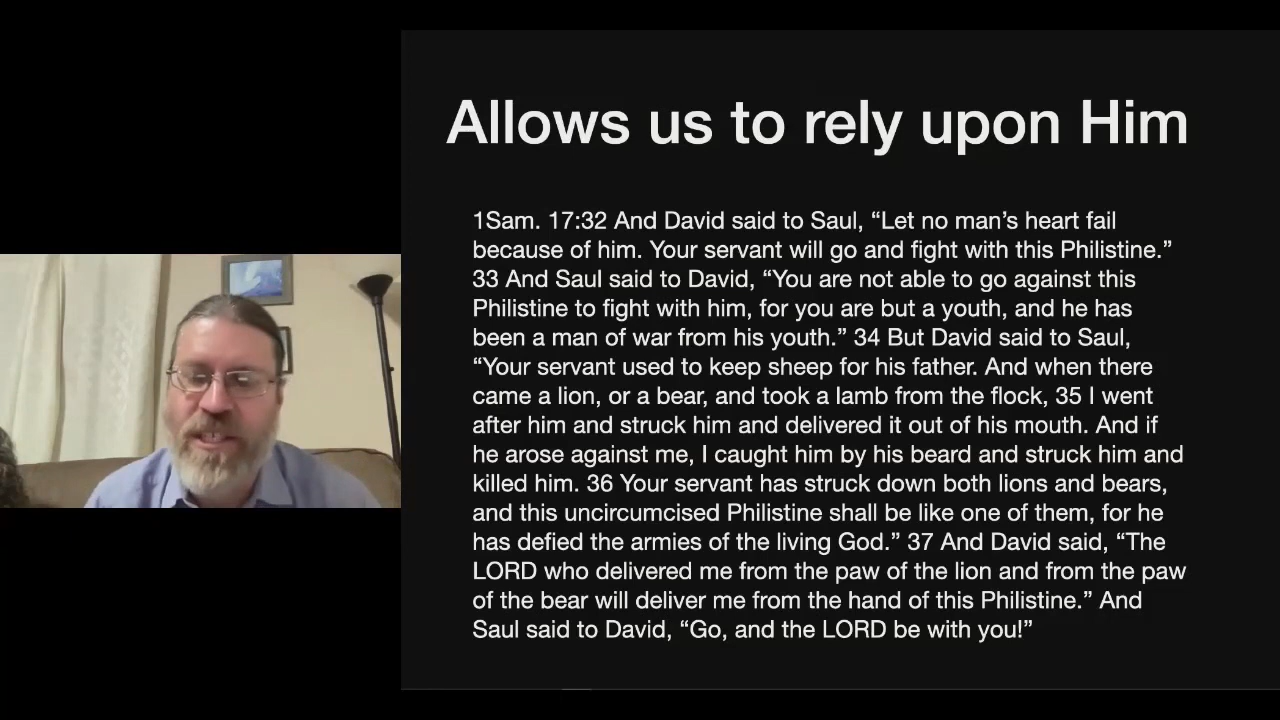 Allows us to rely upon Him
1Sam. 17:32 And David said to Saul, “Let no man’s heart fail
because of him. Your servant will go and fight with this Philistine.”
33 And Saul said to David, “You are not able to go against this
Philistine to fight with him, for you are but a youth, and he has
been a man of war from his youth.” 34 But David said to Saul,
“Your servant used to keep sheep for his father. And when there
came a lion, or a bear, and took a lamb from the flock, 35 I went
after him and struck him and delivered it out of his mouth. And if
he arose against me, I caught him by his beard and struck him and
killed him. 36 Your servant has struck down both lions and bears,
and this uncircumcised Philistine shall be like one of them, for he
has defied the armies of the living God.” 37 And David said, “The
LORD who delivered me from the paw of the lion and from the paw
of the bear will deliver me from the hand of this Philistine.” And
Saul said to David, “Go, and the LORD be with you!”